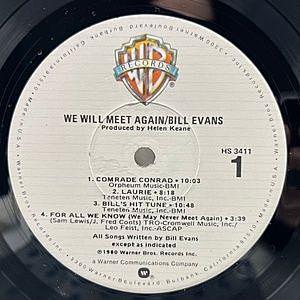 WB
RECORDS
WE WILL MEET AGAIN/BILL EVANS
Produced by Helen Keane
HS 3411
1
1. COMRADE CONRAD • 10:03
Orpheum Music-BMI
2. LAURIE • 8:18
Teneten Music, Inc.-BMI
3. BILL'S HIT TUNE • 10:48
Teneten Music, Inc.-BMI
4. FOR ALL WE KNOW (We May Never Meet Again) • 3:39
(Sam Lewis/J. Fred Coots) TRO-Cromwell Music, Inc./
Leo Feist, Inc-ASCAP
All Songs Written by Bill Evans
except as indicated
©1980 Warner Bros. Records Inc.
a Warner Communications Company